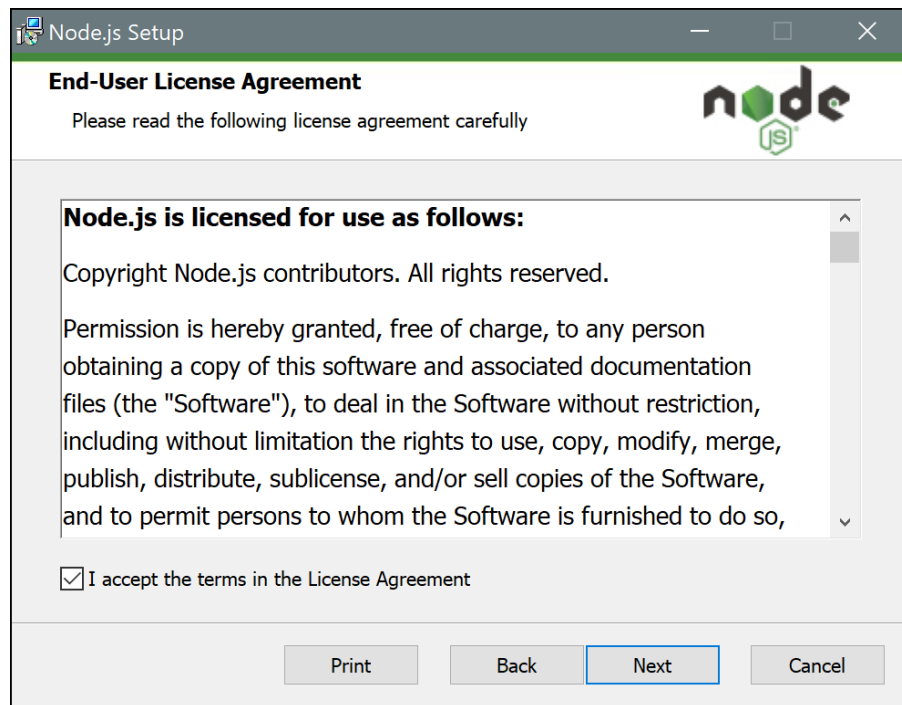 Node.js Setup
End-User License Agreement
Please read the following license agreement carefully
node
JS
Node.js is licensed for use as follows:
Copyright Node.js contributors. All rights reserved.
Permission is hereby granted, free of charge, to any person
obtaining a copy of this software and associated documentation
files (the "Software"), to deal in the Software without restriction,
including without limitation the rights to use, copy, modify, merge,
publish, distribute, sublicense, and/or sell copies of the Software,
and to permit persons to whom the Software is furnished to do so,
I accept the terms in the License Agreement
Print Back Next Cancel